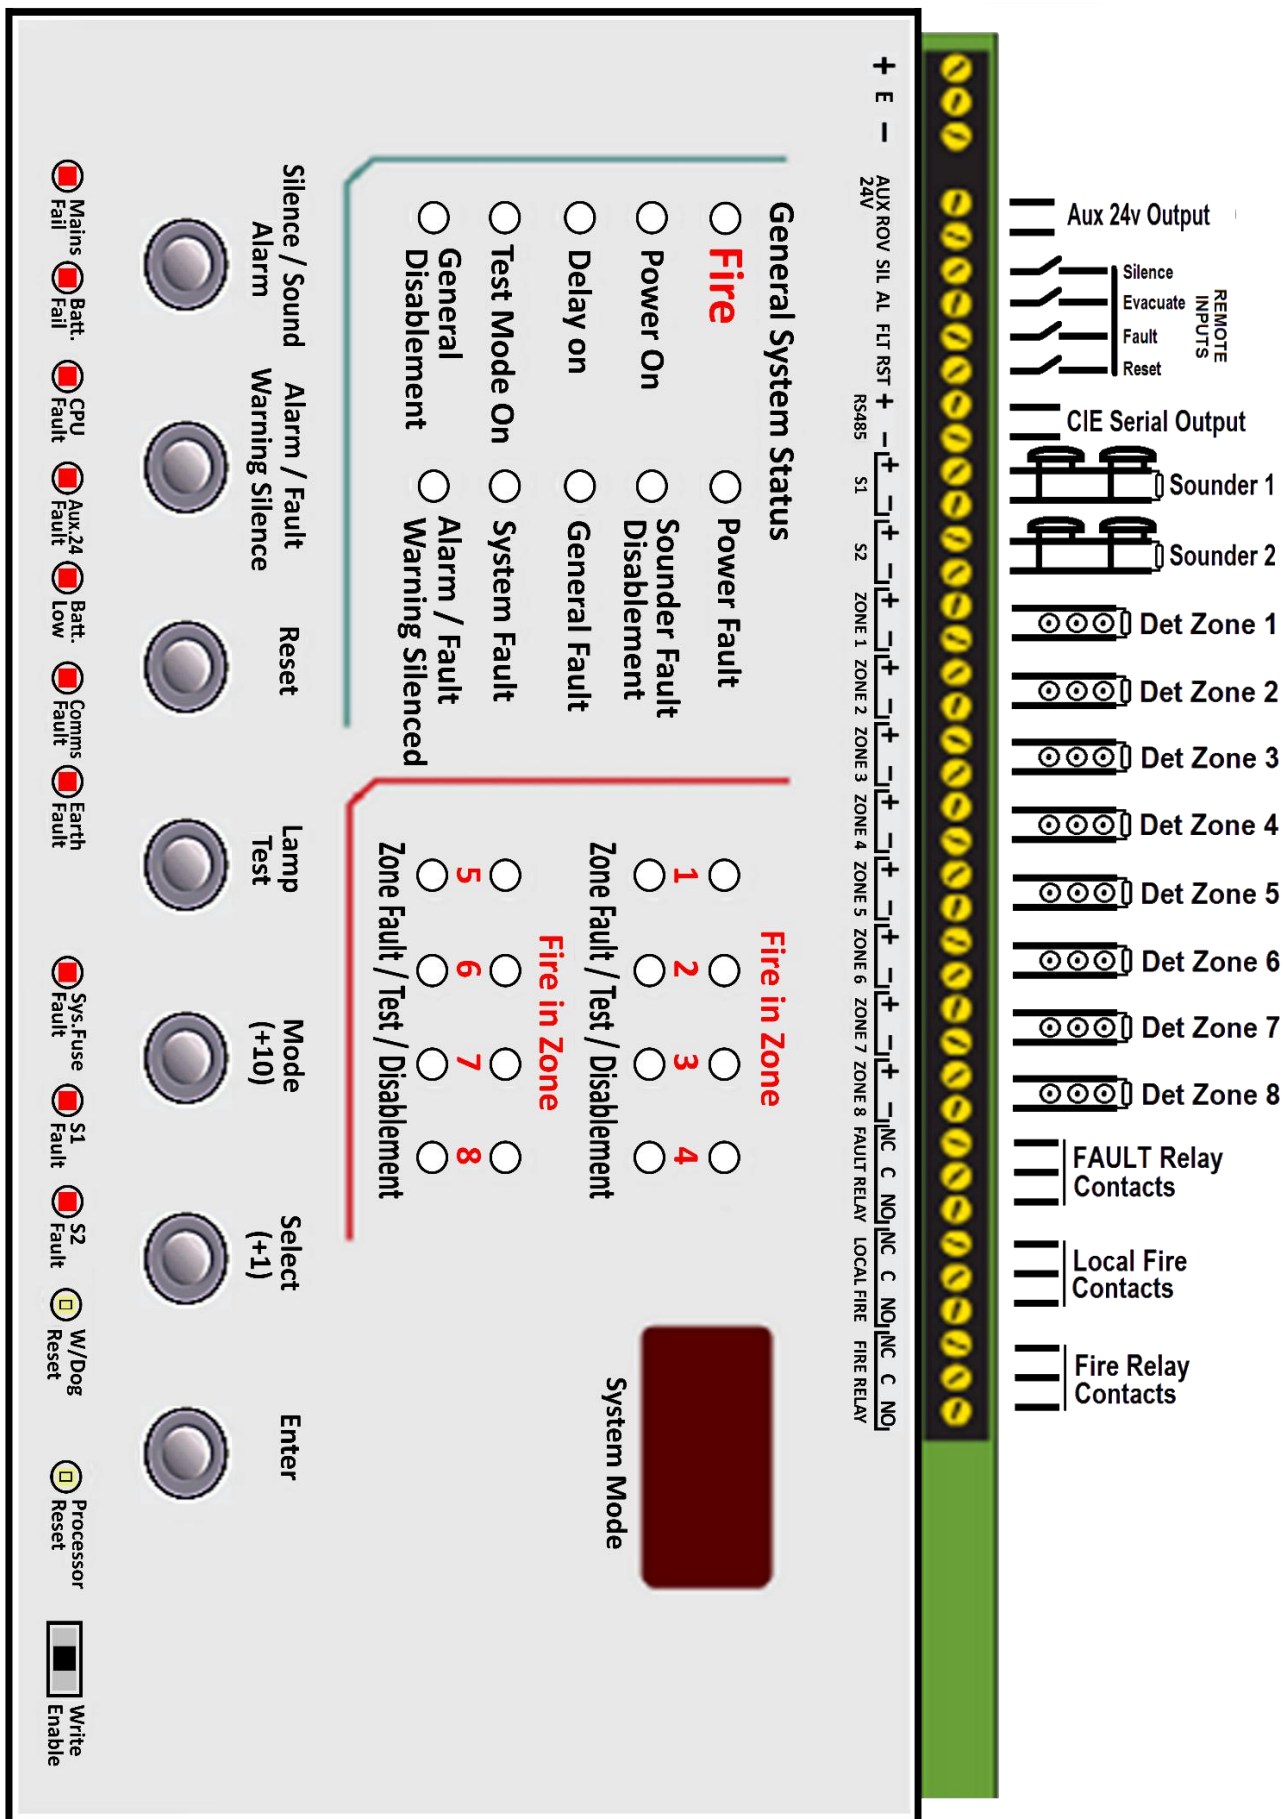 + E −
AUX
24V
ROV SIL AL FLT RST + −
RS485
+ − + − + − + − + − + − + − + − + − + −
S1 S2 ZONE 1 ZONE 2 ZONE 3 ZONE 4 ZONE 5 ZONE 6 ZONE 7 ZONE 8
NC C NO NC C NO NC C NO
FAULT RELAY LOCAL FIRE FIRE RELAY
Aux 24v Output
Silence
Evacuate
Fault
Reset
REMOTE
INPUTS
CIE Serial Output
Sounder 1
Sounder 2
Det Zone 1
Det Zone 2
Det Zone 3
Det Zone 4
Det Zone 5
Det Zone 6
Det Zone 7
Det Zone 8
FAULT Relay
Contacts
Local Fire
Contacts
Fire Relay
Contacts
General System Status
Fire
Power On
Delay on
Test Mode On
General
Disablement
Power Fault
Sounder Fault
Disablement
General Fault
System Fault
Alarm / Fault
Warning Silenced
Fire in Zone
1 2 3 4
Zone Fault / Test / Disablement
Fire in Zone
5 6 7 8
Zone Fault / Test / Disablement
System Mode
Silence / Sound
Alarm
Alarm / Fault
Warning Silence
Reset
Lamp
Test
Mode
(+10)
Select
(+1)
Enter
Mains
Fail
Batt.
Fail
CPU
Fault
Aux.24
Fault
Batt.
Low
Comms
Fault
Earth
Fault
Sys.Fuse
Fault
S1
Fault
S2
Fault
W/Dog
Reset
Processor
Reset
Write
Enable